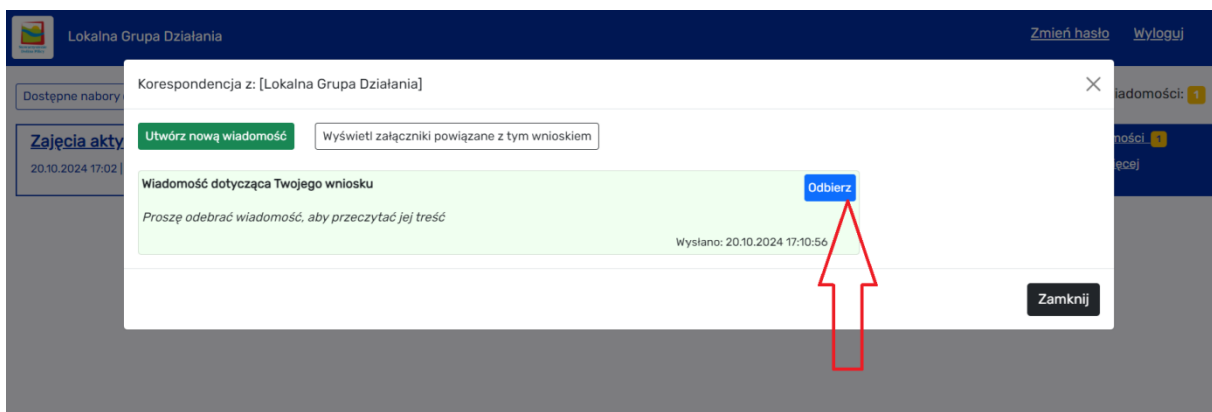 Lokalna Grupa Działania
Zmień hasło Wyloguj
Korespondencja z: [Lokalna Grupa Działania]
Dostępne nabory
iadomości: 1
Utwórz nową wiadomość Wyświetl załączniki powiązane z tym wnioskiem
Zajęcia akty
ności 1
20.10.2024 17:02 |
ęcej
Wiadomość dotycząca Twojego wniosku
Odbierz
Proszę odebrać wiadomość, aby przeczytać jej treść
Wysłano: 20.10.2024 17:10:56
Zamknij